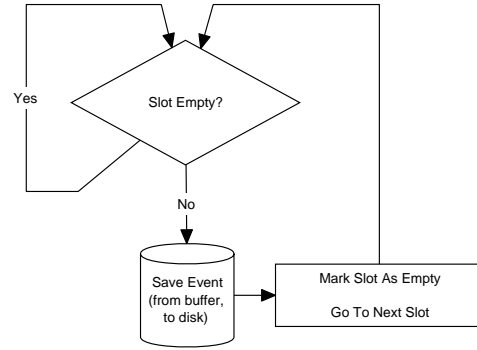 Slot Empty?
Yes
No
Save Event
(from buffer,
to disk)
Mark Slot As Empty
Go To Next Slot